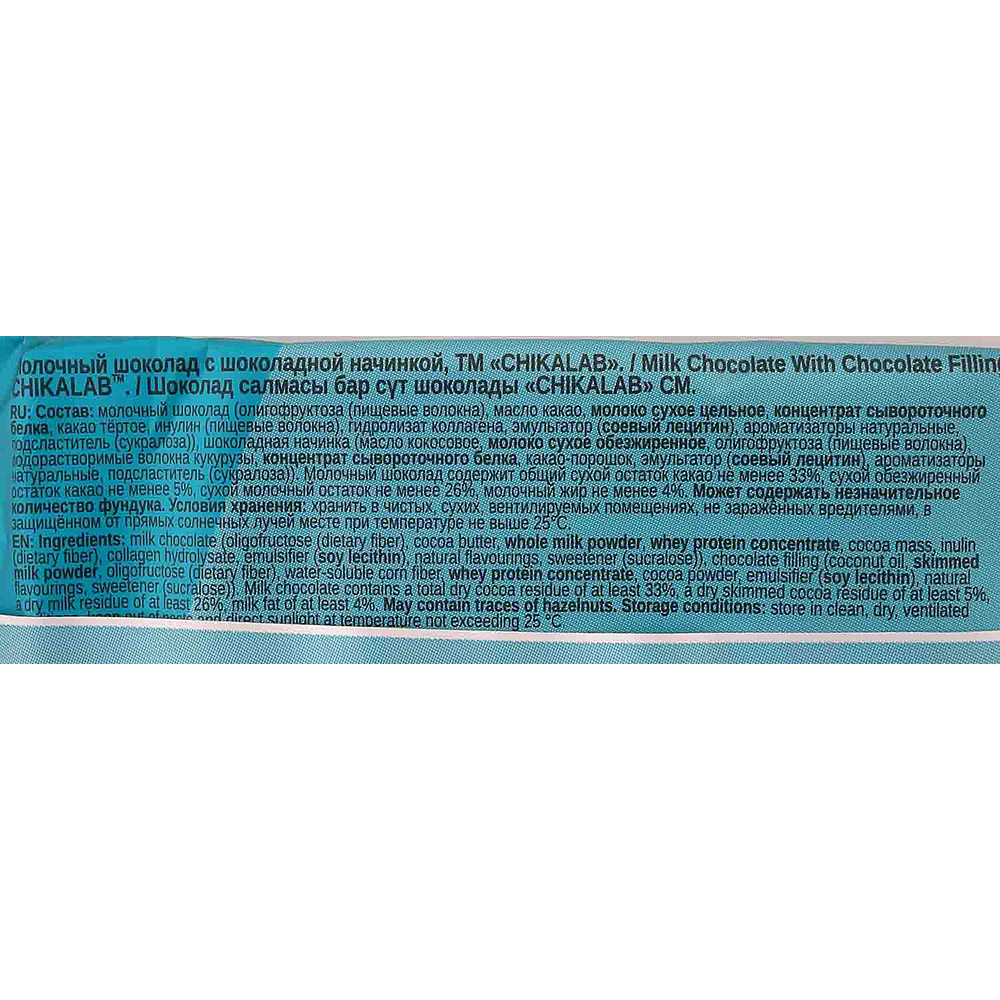 Молочный шоколад с шоколадной начинкой, ТМ «CHIKALAB». / Milk Chocolate With Chocolate Filling
CHIKALAB™. / Шоколад салмасы бар сүт шоколады «CHIKALAB» СМ.
RU: Состав: молочный шоколад (олигофруктоза (пищевые волокна), масло какао, молоко сухое цельное, концентрат сывороточного
белка, какао тёртое, инулин (пищевые волокна), гидролизат коллагена, эмульгатор (соевый лецитин), ароматизаторы натуральные,
подсластитель (сукралоза)), шоколадная начинка (масло кокосовое, молоко сухое обезжиренное, олигофруктоза (пищевые волокна),
водорастворимые волокна кукурузы, концентрат сывороточного белка, какао-порошок, эмульгатор (соевый лецитин), ароматизаторы
натуральные, подсластитель (сукралоза)). Молочный шоколад содержит общий сухой остаток какао не менее 33%, сухой обезжиренный
остаток какао не менее 5%, сухой молочный остаток не менее 26%, молочный жир не менее 4%. Может содержать незначительное
количество фундука. Условия хранения: хранить в чистых, сухих, вентилируемых помещениях, не заражённых вредителями, в
защищённом от прямых солнечных лучей месте при температуре не выше 25°С.
EN: Ingredients: milk chocolate (oligofructose (dietary fiber), cocoa butter, whole milk powder, whey protein concentrate, cocoa mass, inulin
(dietary fiber), collagen hydrolysate, emulsifier (soy lecithin), natural flavourings, sweetener (sucralose)), chocolate filling (coconut oil, skimmed
milk powder, oligofructose (dietary fiber), water-soluble corn fiber, whey protein concentrate, cocoa powder, emulsifier (soy lecithin), natural
flavourings, sweetener (sucralose)). Milk chocolate contains a total dry cocoa residue of at least 33%, a dry skimmed cocoa residue of at least 5%,
a dry milk residue of at least 26%, milk fat of at least 4%. May contain traces of hazelnuts. Storage conditions: store in clean, dry, ventilated
keep out of pests and direct sunlight at temperature not exceeding 25 °C